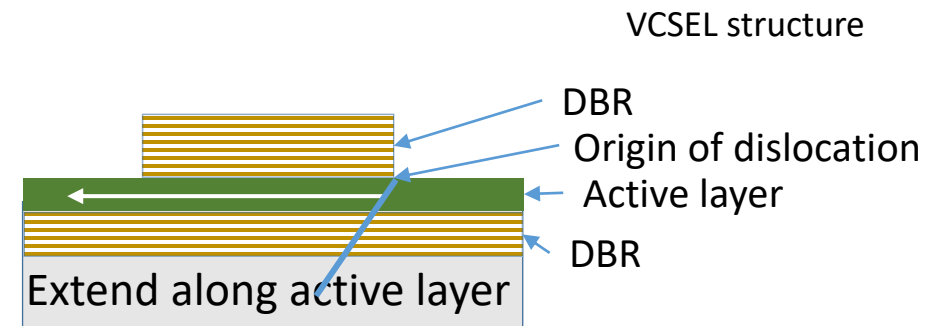 VCSEL structure
DBR
Origin of dislocation
Active layer
DBR
Extend along active layer